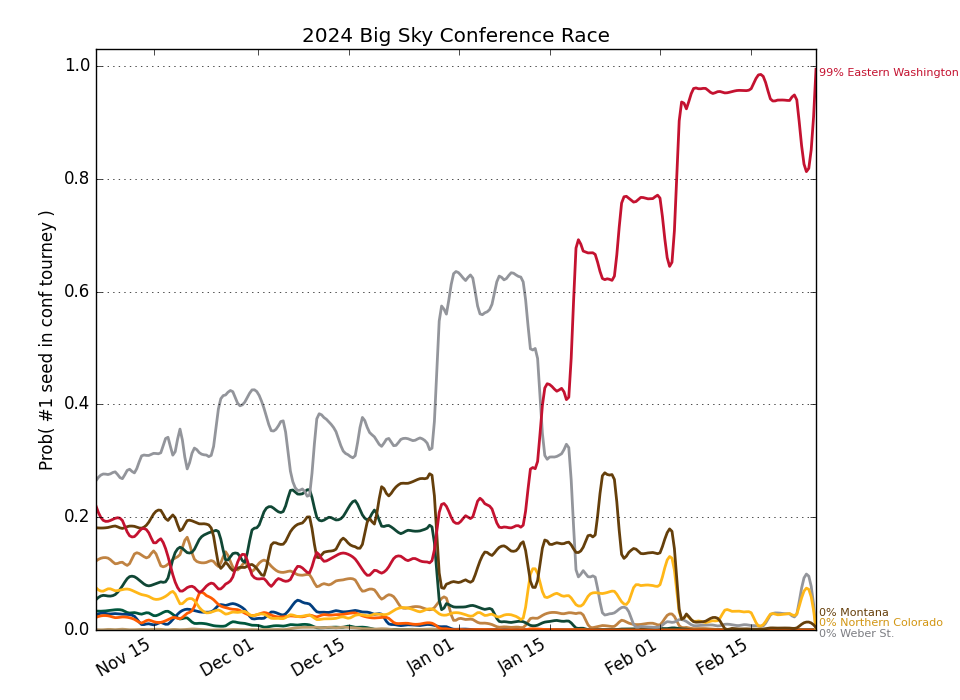 2024 Big Sky Conference Race
Prob( #1 seed in conf tourney )
1.0
0.8
0.6
0.4
0.2
0.0
Nov 15
Dec 01
Dec 15
Jan 01
Jan 15
Feb 01
Feb 15
99% Eastern Washington
0% Montana
0% Northern Colorado
0% Weber St.